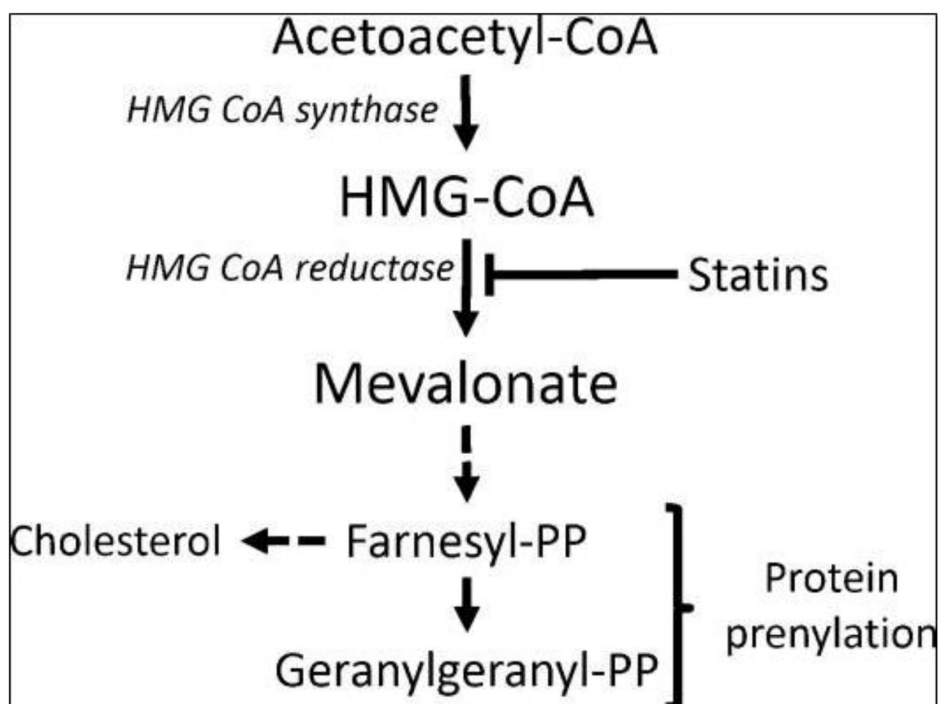 Acetoacetyl-CoA
HMG CoA synthase
HMG-CoA
HMG CoA reductase
Statins
Mevalonate
Cholesterol
Farnesyl-PP
Protein
prenylation
Geranylgeranyl-PP